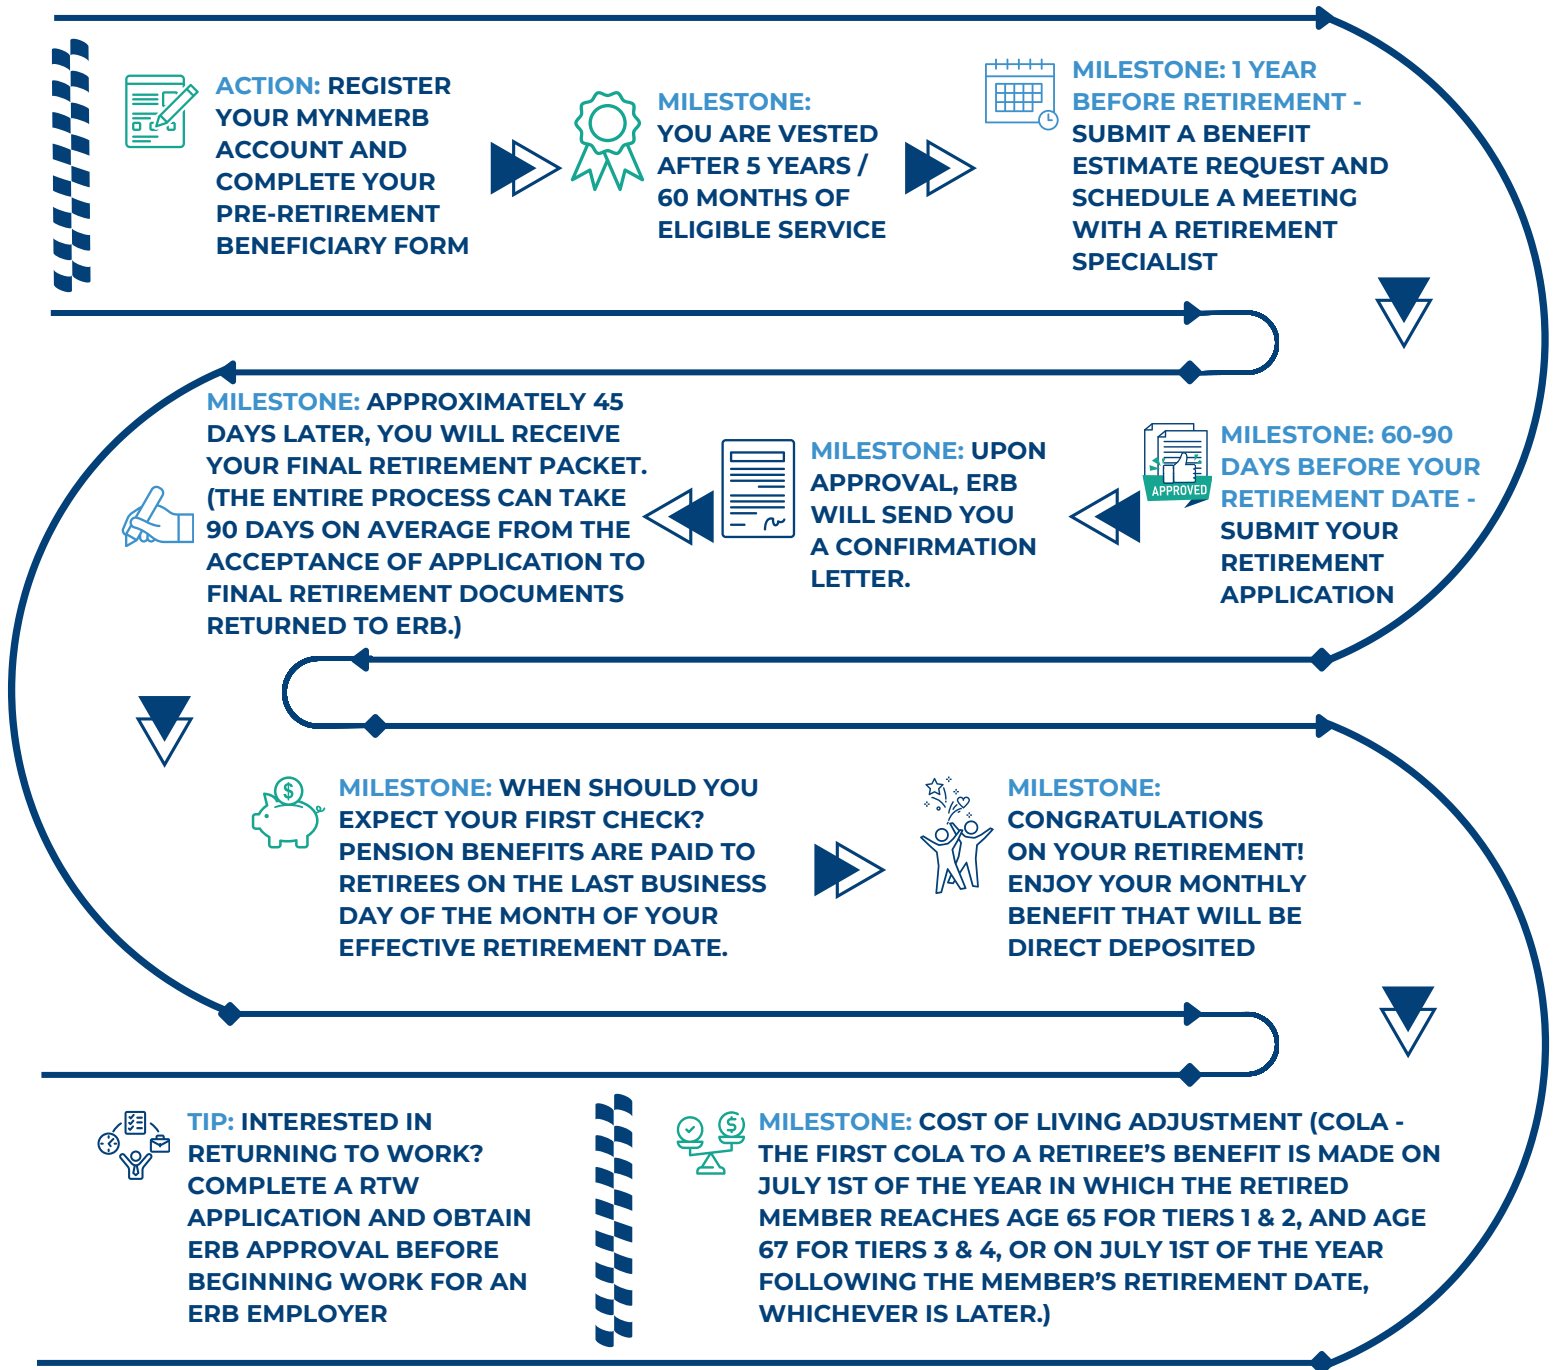 ACTION: REGISTER
YOUR MYNMERB
ACCOUNT AND
COMPLETE YOUR
PRE-RETIREMENT
BENEFICIARY FORM
MILESTONE:
YOU ARE VESTED
AFTER 5 YEARS /
60 MONTHS OF
ELIGIBLE SERVICE
MILESTONE: 1 YEAR
BEFORE RETIREMENT -
SUBMIT A BENEFIT
ESTIMATE REQUEST AND
SCHEDULE A MEETING
WITH A RETIREMENT
SPECIALIST
APPROVED
MILESTONE: 60-90
DAYS BEFORE YOUR
RETIREMENT DATE -
SUBMIT YOUR
RETIREMENT
APPLICATION
MILESTONE: UPON
APPROVAL, ERB
WILL SEND YOU
A CONFIRMATION
LETTER.
MILESTONE: APPROXIMATELY 45
DAYS LATER, YOU WILL RECEIVE
YOUR FINAL RETIREMENT PACKET.
(THE ENTIRE PROCESS CAN TAKE
90 DAYS ON AVERAGE FROM THE
ACCEPTANCE OF APPLICATION TO
FINAL RETIREMENT DOCUMENTS
RETURNED TO ERB.)
$
MILESTONE: WHEN SHOULD YOU
EXPECT YOUR FIRST CHECK?
PENSION BENEFITS ARE PAID TO
RETIREES ON THE LAST BUSINESS
DAY OF THE MONTH OF YOUR
EFFECTIVE RETIREMENT DATE.
MILESTONE:
CONGRATULATIONS
ON YOUR RETIREMENT!
ENJOY YOUR MONTHLY
BENEFIT THAT WILL BE
DIRECT DEPOSITED
$
MILESTONE: COST OF LIVING ADJUSTMENT (COLA -
THE FIRST COLA TO A RETIREE'S BENEFIT IS MADE ON
JULY 1ST OF THE YEAR IN WHICH THE RETIRED
MEMBER REACHES AGE 65 FOR TIERS 1 & 2, AND AGE
67 FOR TIERS 3 & 4, OR ON JULY 1ST OF THE YEAR
FOLLOWING THE MEMBER'S RETIREMENT DATE,
WHICHEVER IS LATER.)
TIP: INTERESTED IN
RETURNING TO WORK?
COMPLETE A RTW
APPLICATION AND OBTAIN
ERB APPROVAL BEFORE
BEGINNING WORK FOR AN
ERB EMPLOYER